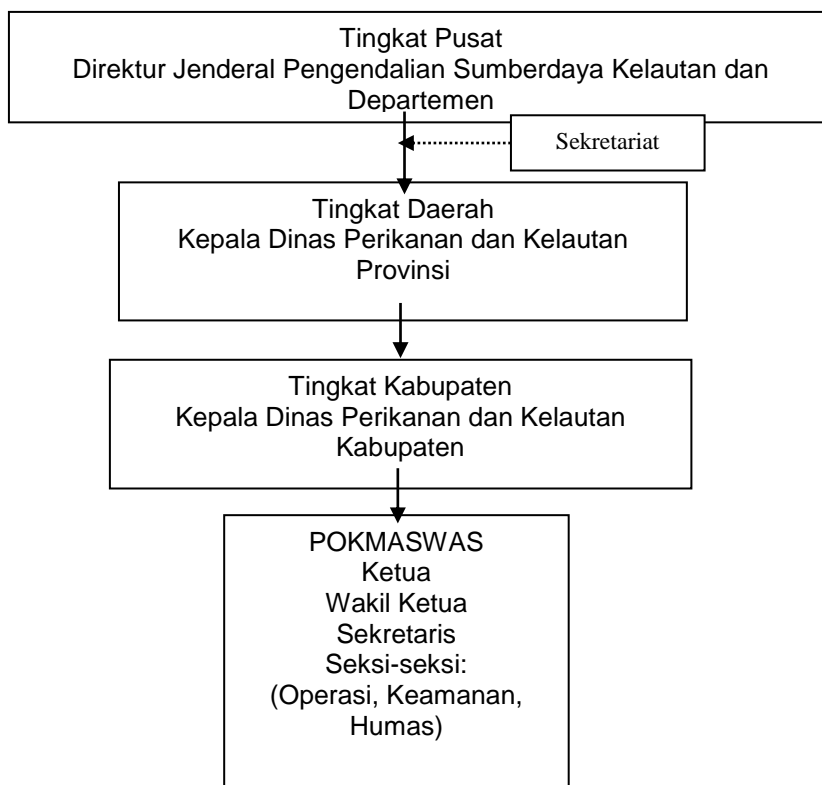 Tingkat Pusat
Direktur Jenderal Pengendalian Sumberdaya Kelautan dan
Departemen
Sekretariat
Tingkat Daerah
Kepala Dinas Perikanan dan Kelautan
Provinsi
Tingkat Kabupaten
Kepala Dinas Perikanan dan Kelautan
Kabupaten
POKMASWAS
Ketua
Wakil Ketua
Sekretaris
Seksi-seksi:
(Operasi, Keamanan,
Humas)